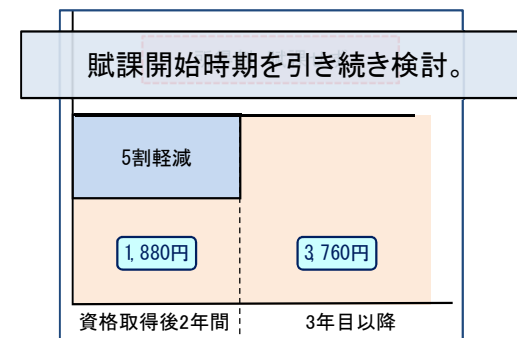 賦課開始時期を引き続き検討。
5割軽減
1,880円
3,760円
資格取得後2年間
3年目以降